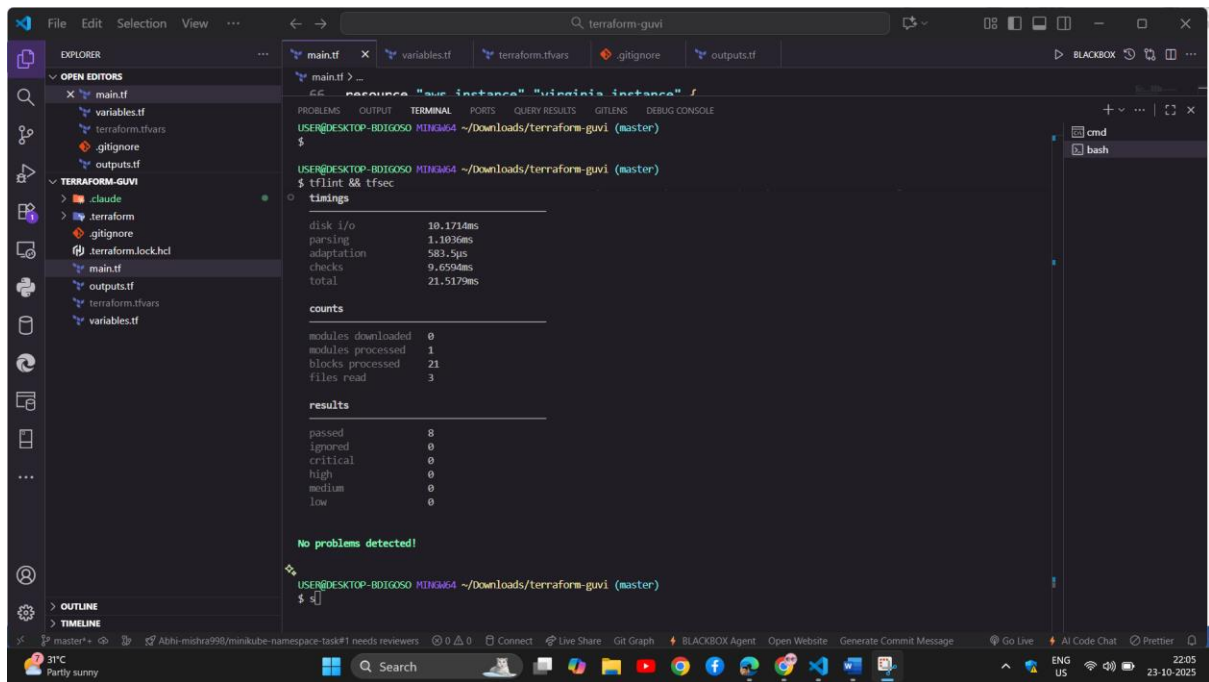 File Edit Selection View ···
terraform-guvi
EXPLORER ···
OPEN EDITORS
main.tf
variables.tf
terraform.tfvars
.gitignore
outputs.tf
TERRAFORM-GUVI
.claude
.terraform
.gitignore
.terraform.lock.hcl
main.tf
outputs.tf
terraform.tfvars
variables.tf
OUTLINE
TIMELINE
main.tf variables.tf terraform.tfvars .gitignore outputs.tf
BLACKBOX
main.tf > ...
66 resource "aws_instance" "virginia_instance" {
PROBLEMS OUTPUT TERMINAL PORTS QUERY RESULTS GITLENS DEBUG CONSOLE
USER@DESKTOP-BDIGOSO MINGW64 ~/Downloads/terraform-guvi (master)
$
USER@DESKTOP-BDIGOSO MINGW64 ~/Downloads/terraform-guvi (master)
$ tflint && tfsec
timings
disk i/o 10.1714ms
parsing 1.1036ms
adaptation 583.5µs
checks 9.6594ms
total 21.5179ms
counts
modules downloaded 0
modules processed 1
blocks processed 21
files read 3
results
passed 8
ignored 0
critical 0
high 0
medium 0
low 0
No problems detected!
USER@DESKTOP-BDIGOSO MINGW64 ~/Downloads/terraform-guvi (master)
$ s
cmd
bash
master*+ Abhi-mishra998/minikube-namespace-task#1 needs reviewers 0 0 Connect Live Share Git Graph BLACKBOX Agent Open Website Generate Commit Message Go Live AI Code Chat Prettier
7
31°C
Partly sunny
Search
ENG
US
22:05
23-10-2025